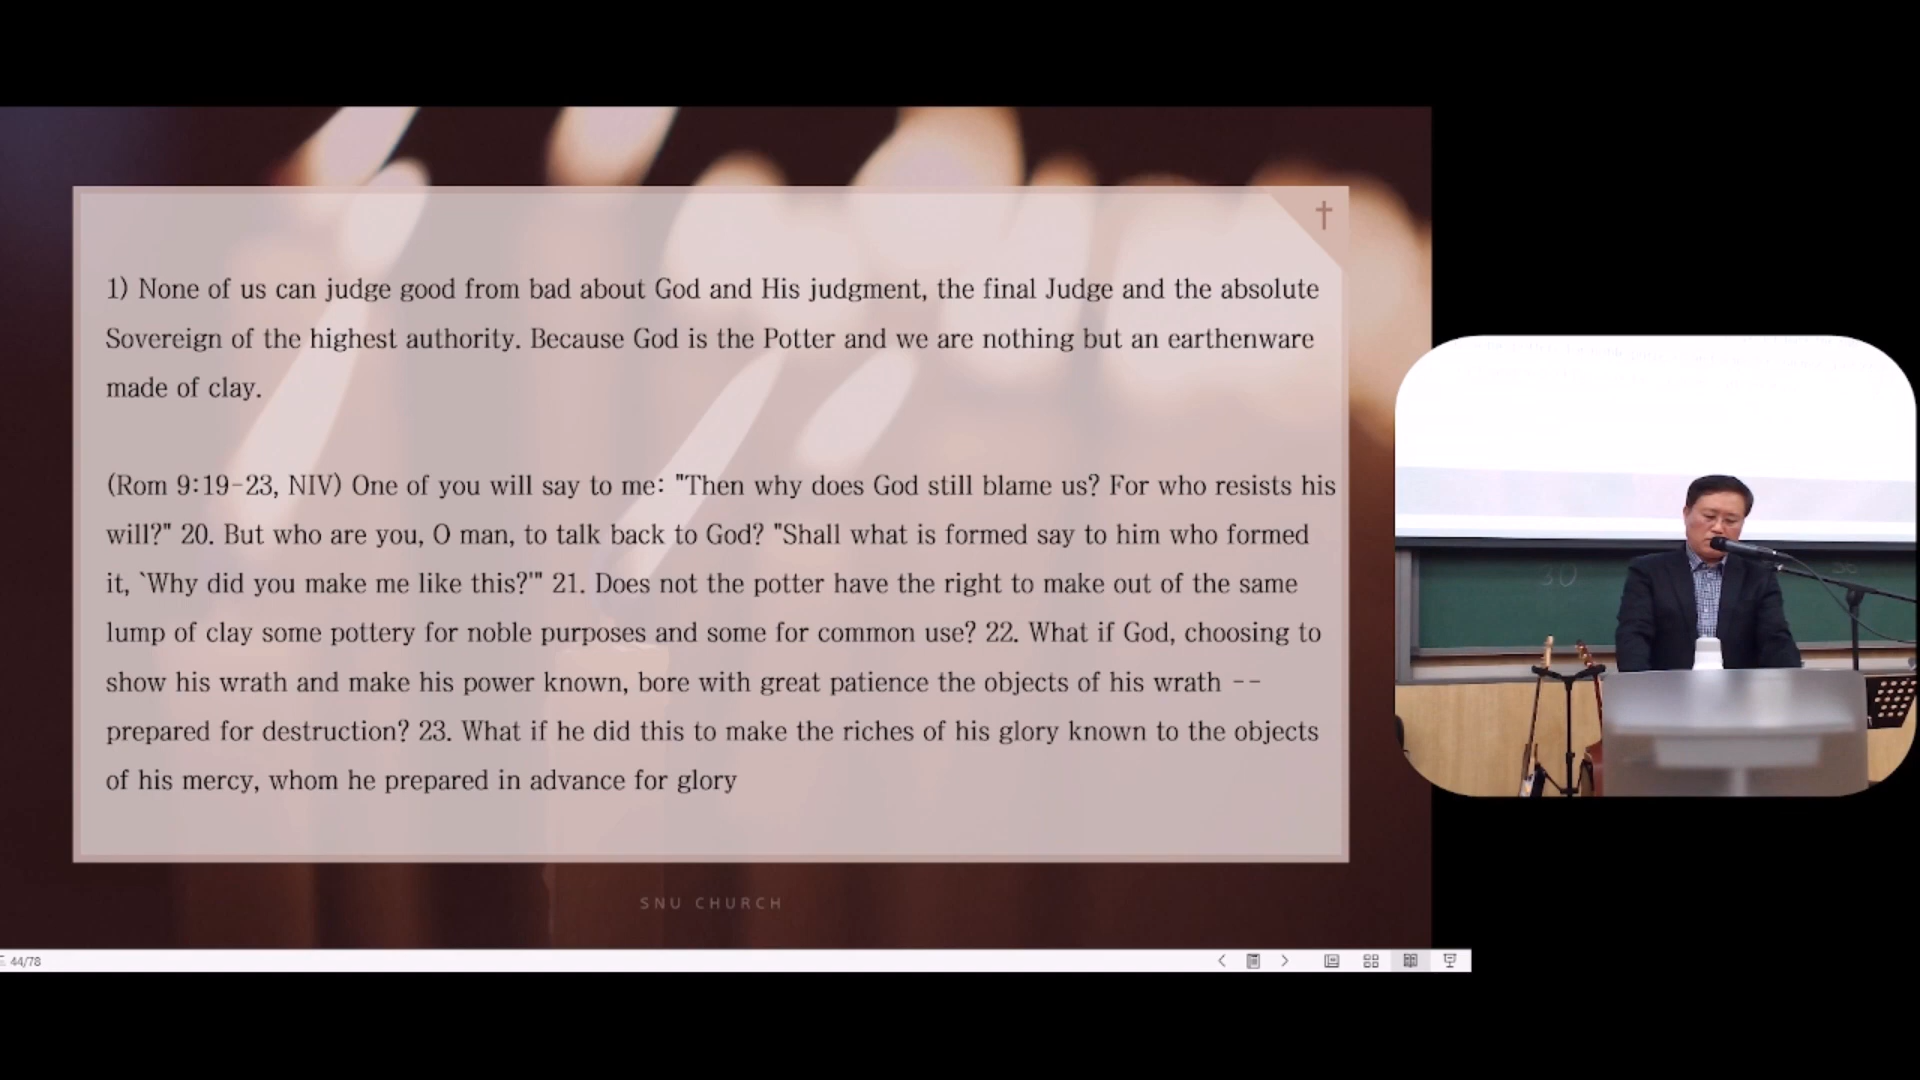 1) None of us can judge good from bad about God and His judgment, the final Judge and the absolute
Sovereign of the highest authority. Because God is the Potter and we are nothing but an earthenware
made of clay.
(Rom 9:19-23, NIV) One of you will say to me: "Then why does God still blame us? For who resists his
will?" 20. But who are you, O man, to talk back to God? "Shall what is formed say to him who formed
it, `Why did you make me like this?'" 21. Does not the potter have the right to make out of the same
lump of clay some pottery for noble purposes and some for common use? 22. What if God, choosing to
show his wrath and make his power known, bore with great patience the objects of his wrath --
prepared for destruction? 23. What if he did this to make the riches of his glory known to the objects
of his mercy, whom he prepared in advance for glory
SNU CHURCH
44/78
30